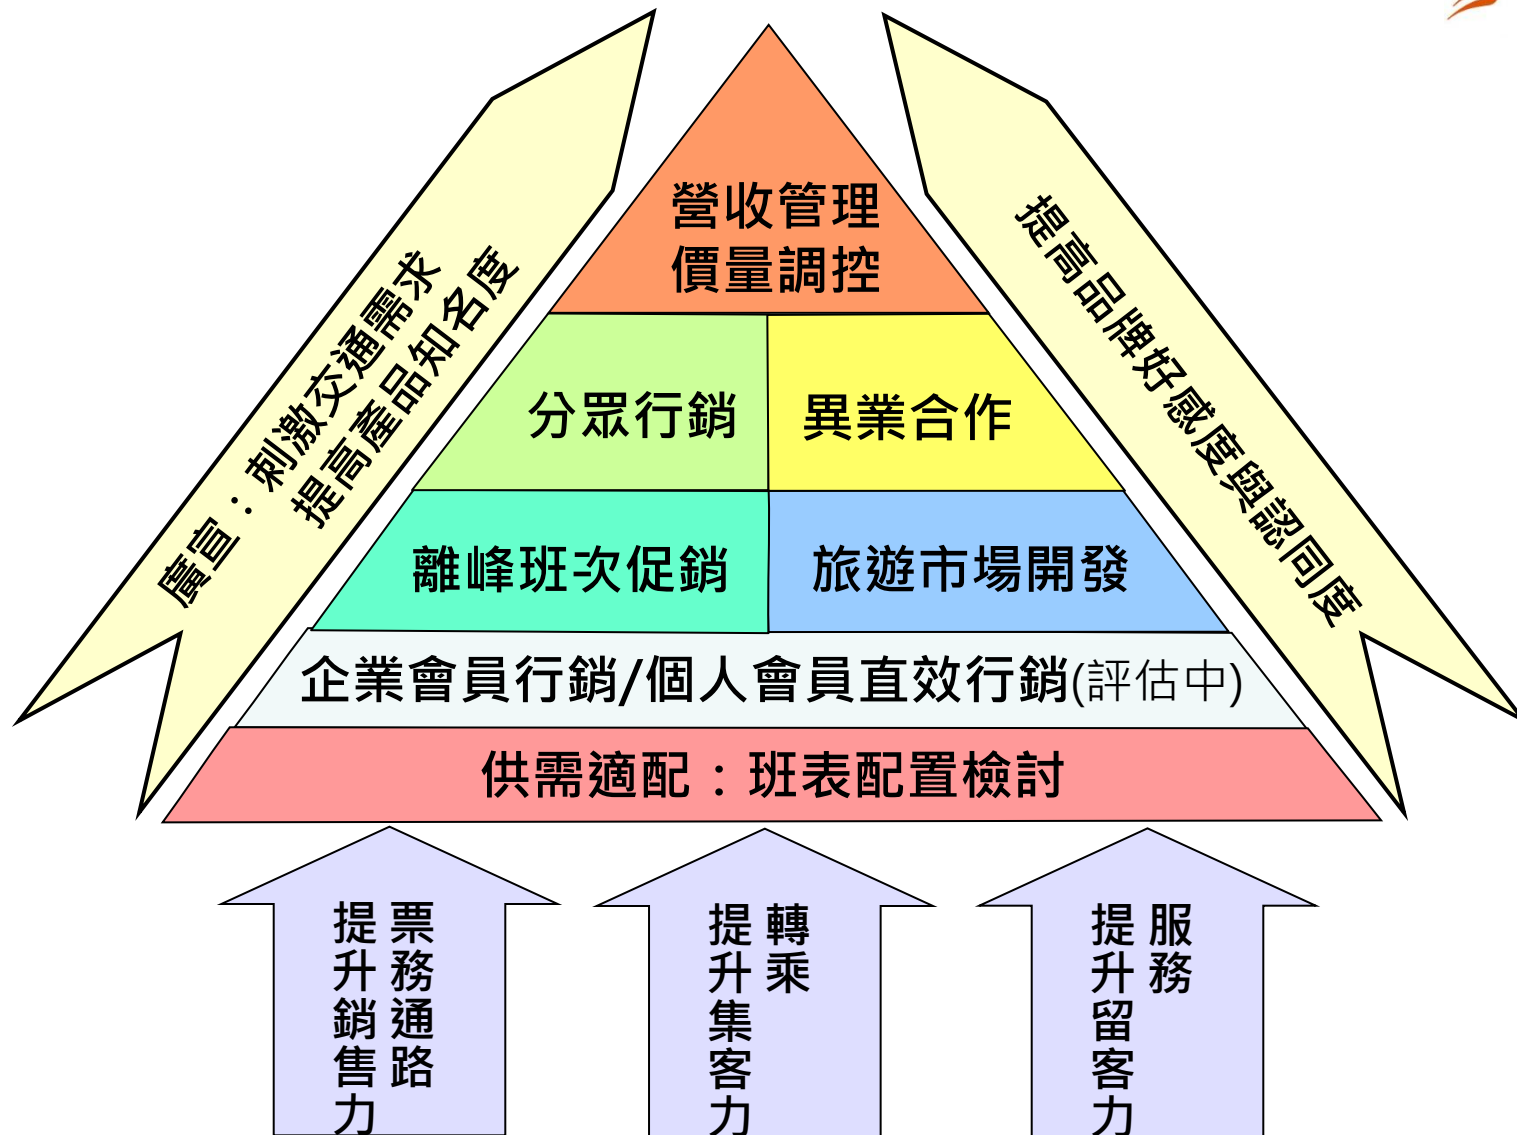 營收管理
價量調控
廣宣：刺激交通需求
提高產品知名度
提高品牌好感度與認同度
分眾行銷
異業合作
離峰班次促銷
旅遊市場開發
企業會員行銷/個人會員直效行銷(評估中)
供需適配：班表配置檢討
票務通路
提升銷售力
轉乘
提升集客力
服務
提升留客力